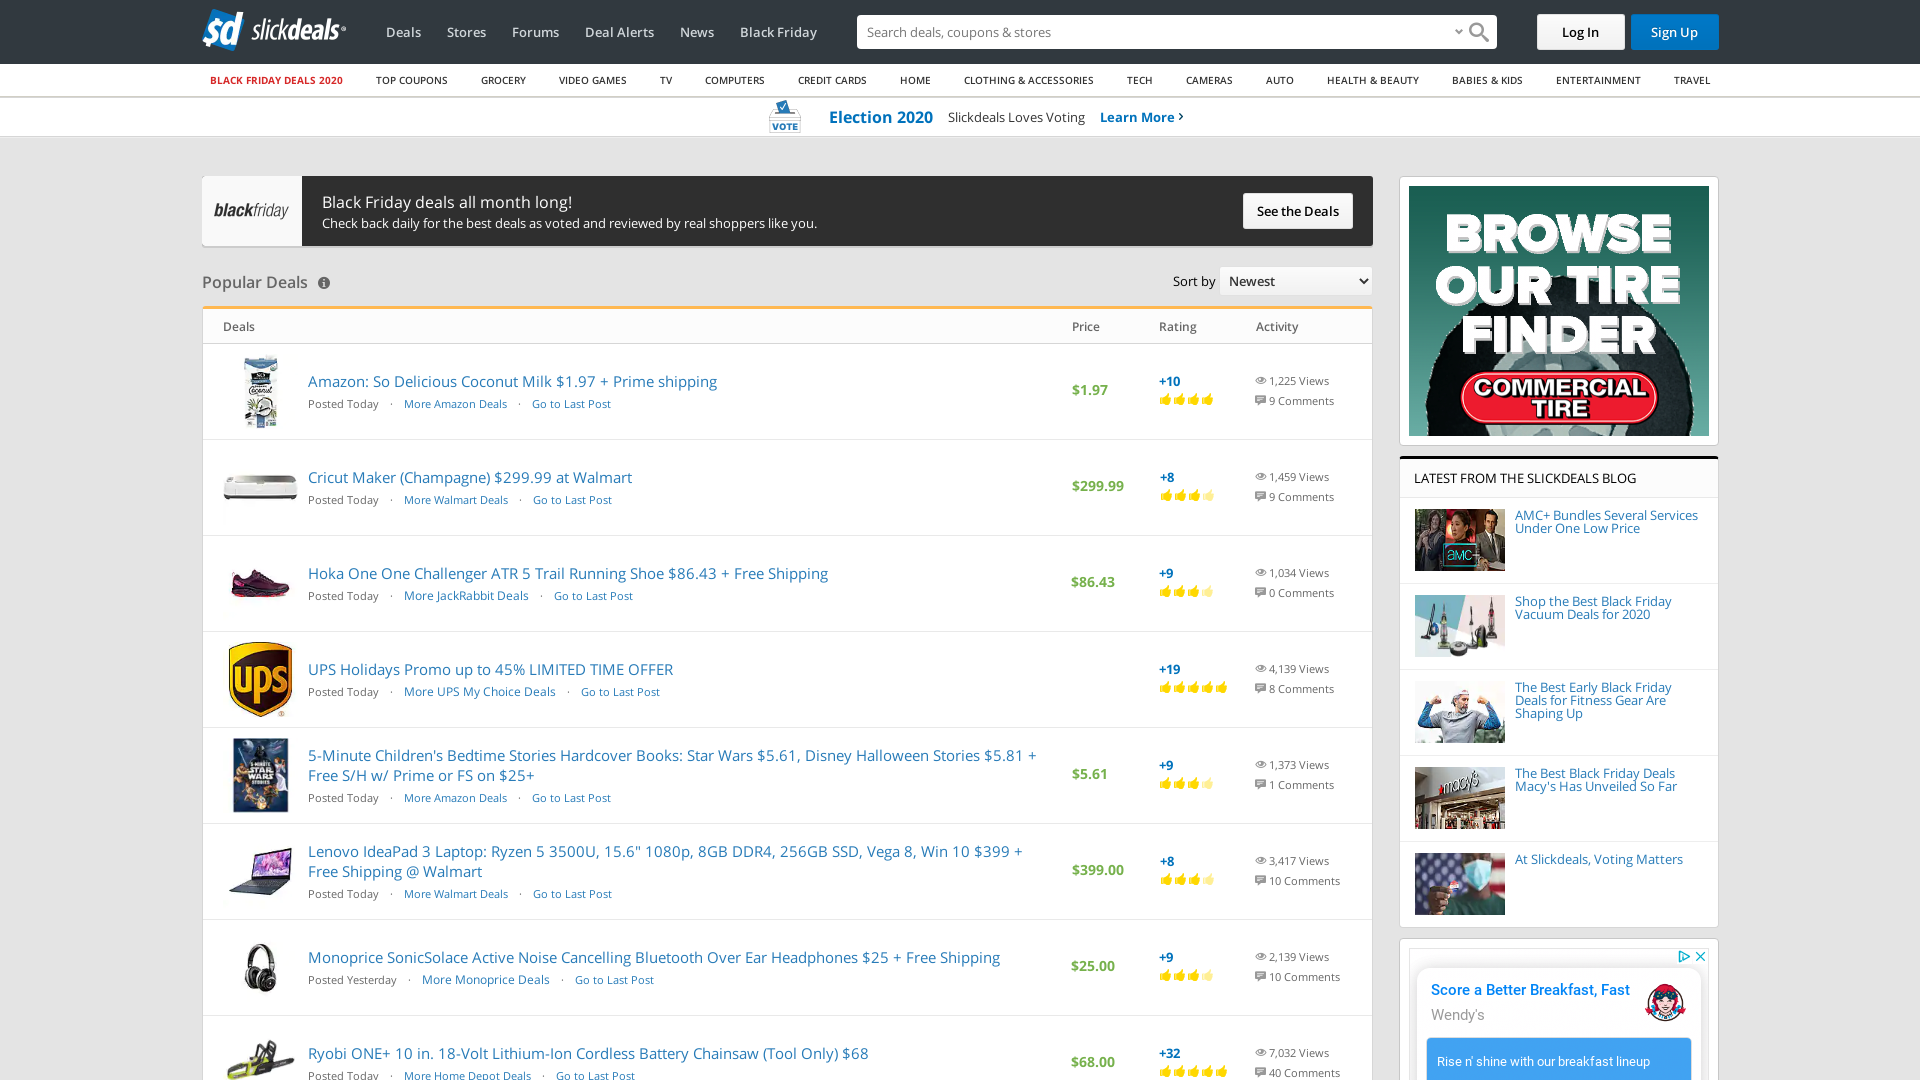 slickdeals
Deals
Stores
Forums
Deal Alerts
News
Black Friday
Search deals, coupons & stores
Log In
Sign Up
BLACK FRIDAY DEALS 2020
TOP COUPONS
GROCERY
VIDEO GAMES
TV
COMPUTERS
CREDIT CARDS
HOME
CLOTHING & ACCESSORIES
TECH
CAMERAS
AUTO
HEALTH & BEAUTY
BABIES & KIDS
ENTERTAINMENT
TRAVEL
VOTE
Election 2020
Slickdeals Loves Voting
Learn More
blackfriday
Black Friday deals all month long!
Check back daily for the best deals as voted and reviewed by real shoppers like you.
See the Deals
Popular Deals
Sort by
Newest
Deals
Price
Rating
Activity
Amazon: So Delicious Coconut Milk $1.97 + Prime shipping
Posted Today · More Amazon Deals · Go to Last Post
$1.97
+10
1,225 Views
9 Comments
Cricut Maker (Champagne) $299.99 at Walmart
Posted Today · More Walmart Deals · Go to Last Post
$299.99
+8
1,459 Views
9 Comments
Hoka One One Challenger ATR 5 Trail Running Shoe $86.43 + Free Shipping
Posted Today · More JackRabbit Deals · Go to Last Post
$86.43
+9
1,034 Views
0 Comments
ups
UPS Holidays Promo up to 45% LIMITED TIME OFFER
Posted Today · More UPS My Choice Deals · Go to Last Post
+19
4,139 Views
8 Comments
5-MINUTE
STAR WARS
STORIES
5-Minute Children's Bedtime Stories Hardcover Books: Star Wars $5.61, Disney Halloween Stories $5.81 +
Free S/H w/ Prime or FS on $25+
Posted Today · More Amazon Deals · Go to Last Post
$5.61
+9
1,373 Views
1 Comments
Lenovo IdeaPad 3 Laptop: Ryzen 5 3500U, 15.6" 1080p, 8GB DDR4, 256GB SSD, Vega 8, Win 10 $399 +
Free Shipping @ Walmart
Posted Today · More Walmart Deals · Go to Last Post
$399.00
+8
3,417 Views
10 Comments
Monoprice SonicSolace Active Noise Cancelling Bluetooth Over Ear Headphones $25 + Free Shipping
Posted Yesterday · More Monoprice Deals · Go to Last Post
$25.00
+9
2,139 Views
10 Comments
Ryobi ONE+ 10 in. 18-Volt Lithium-Ion Cordless Battery Chainsaw (Tool Only) $68
Posted Today · More Home Depot Deals · Go to Last Post
$68.00
+32
7,032 Views
40 Comments
BROWSE
OUR TIRE
FINDER
COMMERCIAL
TIRE
LATEST FROM THE SLICKDEALS BLOG
amc+
AMC+ Bundles Several Services
Under One Low Price
Shop the Best Black Friday
Vacuum Deals for 2020
The Best Early Black Friday
Deals for Fitness Gear Are
Shaping Up
macy's
The Best Black Friday Deals
Macy's Has Unveiled So Far
At Slickdeals, Voting Matters
Score a Better Breakfast, Fast
Wendy's
Rise n' shine with our breakfast lineup